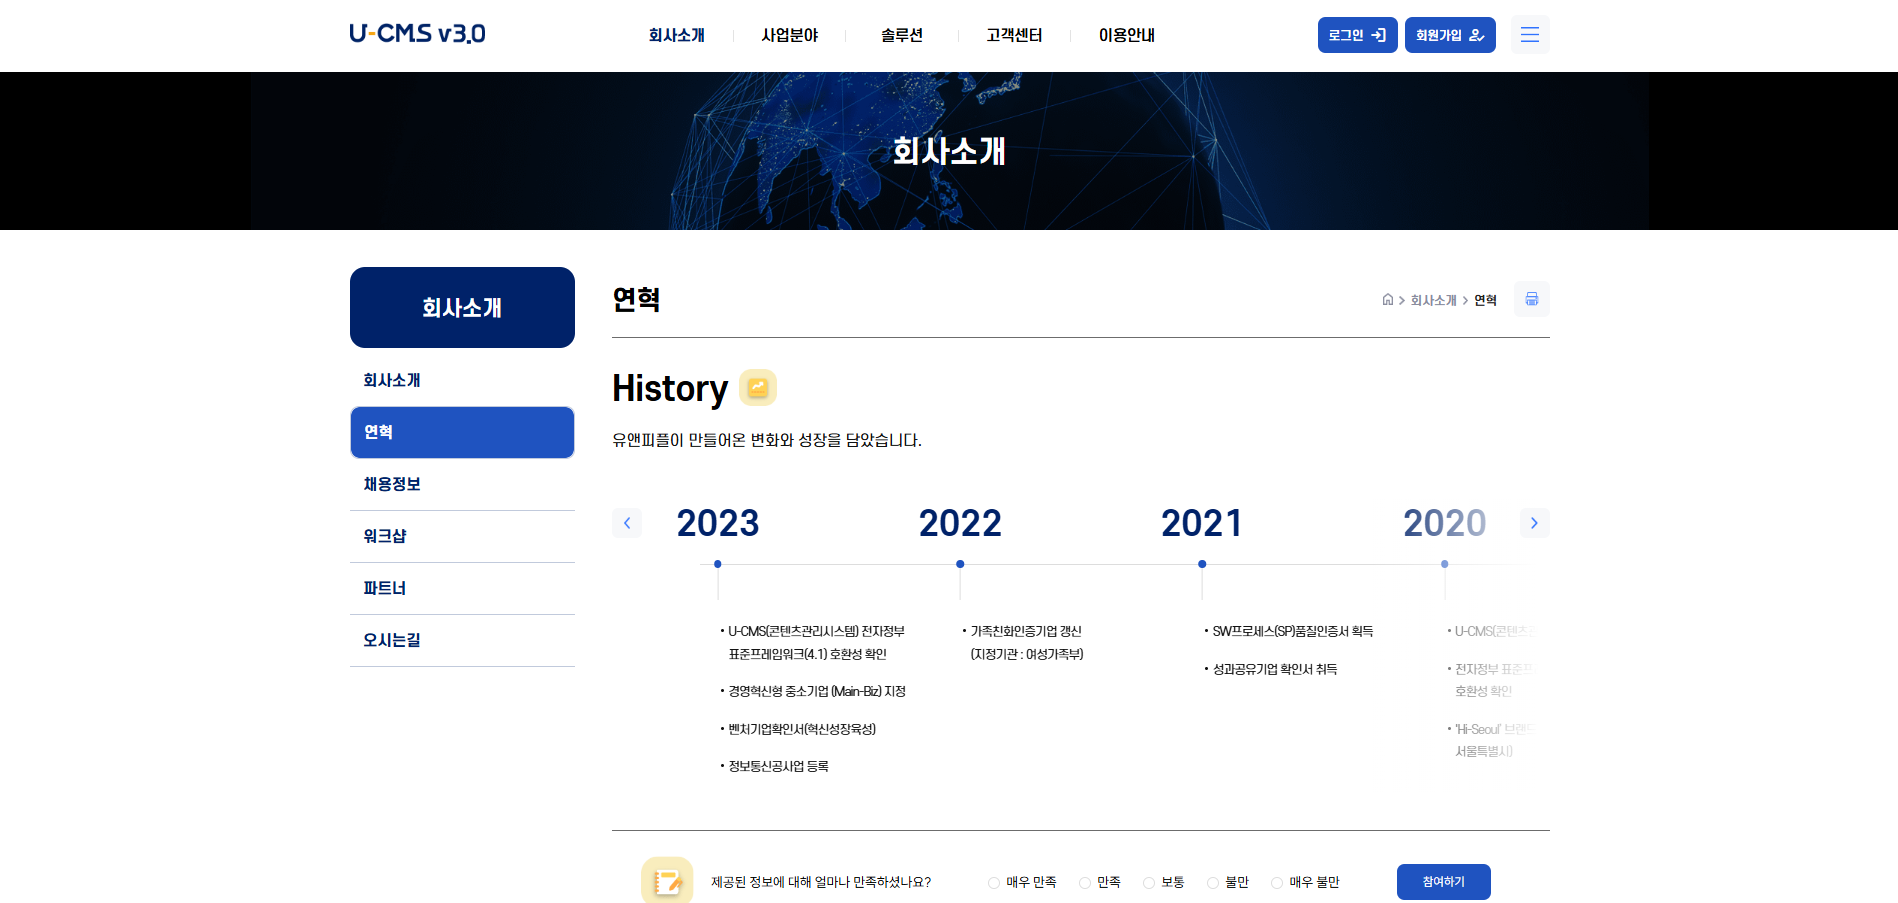 U-CMS v3.0
회사소개
사업분야
솔루션
고객센터
이용안내
로그인
회원가입
회사소개
회사소개
회사소개
연혁
채용정보
워크샵
파트너
오시는길
연혁
회사소개
연혁
History
유앤피플이 만들어온 변화와 성장을 담았습니다.
2023
• U-CMS(콘텐츠관리시스템) 전자정부
표준프레임워크(4.1) 호환성 확인
• 경영혁신형 중소기업 (Main-Biz) 지정
• 벤처기업확인서(혁신성장육성)
• 정보통신공사업 등록
2022
• 가족친화인증기업 갱신
(지정기관 : 여성가족부)
2021
• SW프로세스(SP)품질인증서 획득
• 성과공유기업 확인서 취득
2020
• U-CMS(콘텐츠
• 전자정부 표준프
호환성 확인
• 'Hi-Seoul' 브랜드
서울특별시)
제공된 정보에 대해 얼마나 만족하셨나요?
매우 만족
만족
보통
불만
매우 불만
참여하기